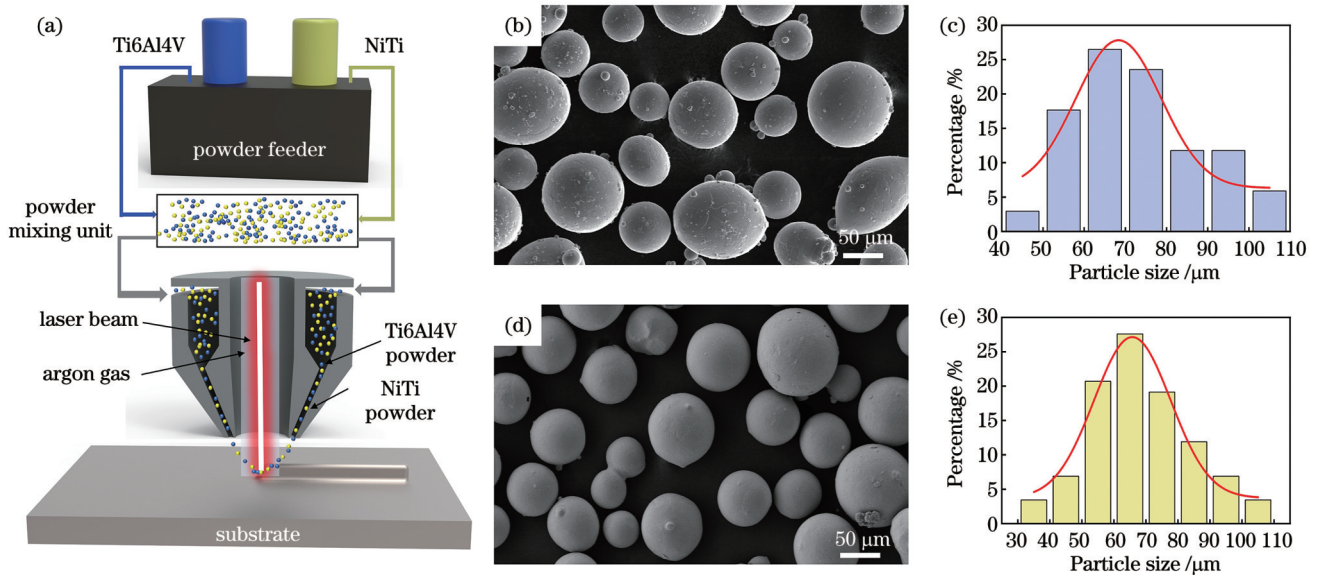 (a)
Ti6Al4V
NiTi
powder feeder
powder
mixing unit
laser beam
argon gas
Ti6Al4V
powder
NiTi
powder
substrate
(b)
50 μm
(c)
Percentage /%
30
25
20
15
10
5
0
40 50 60 70 80 90 100 110
Particle size /μm
(d)
50 μm
(e)
Percentage /%
30
25
20
15
10
5
0
30 40 50 60 70 80 90 100 110
Particle size /μm